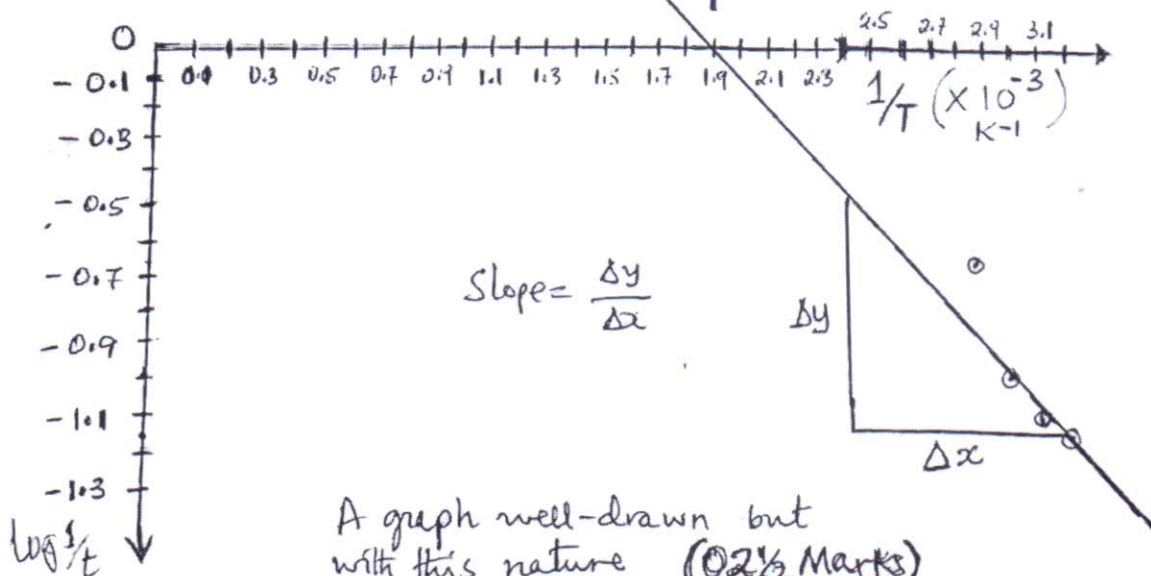 2.5 2.7 2.9 3.1
0
0.3 0.5 0.7 0.9 1.1 1.3 1.5 1.7 1.9 2.1 2.3
1/T (×10⁻³)
K-1
- 0.1
- 0.3
- 0.5
- 0.7
- 0.9
- 1.1
- 1.3
Slope = Δy
Δx
Δy
Δx
log 1/t
A graph well-drawn but
with this nature (02½ Marks)